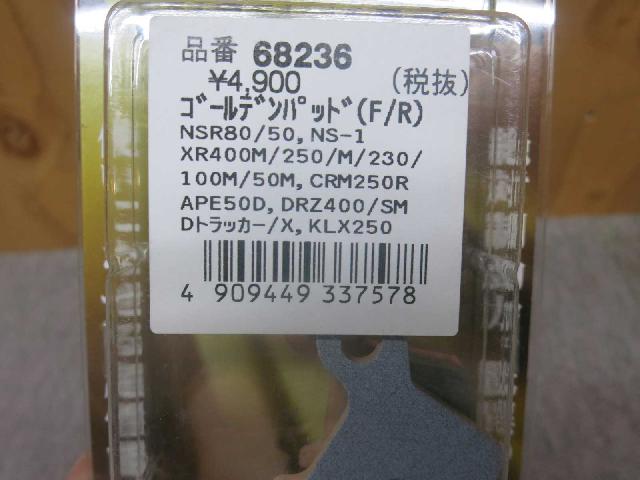 品番 68236
¥4,900 (税抜)
ｺﾞｰﾙﾃﾞﾝﾊﾟｯﾄﾞ(F/R)
NSR80/50,NS-1
XR400M/250/M/230/
100M/50M,CRM250R
APE50D,DRZ400/SM
Dトラッカー/X,KLX250
4 909449 337578